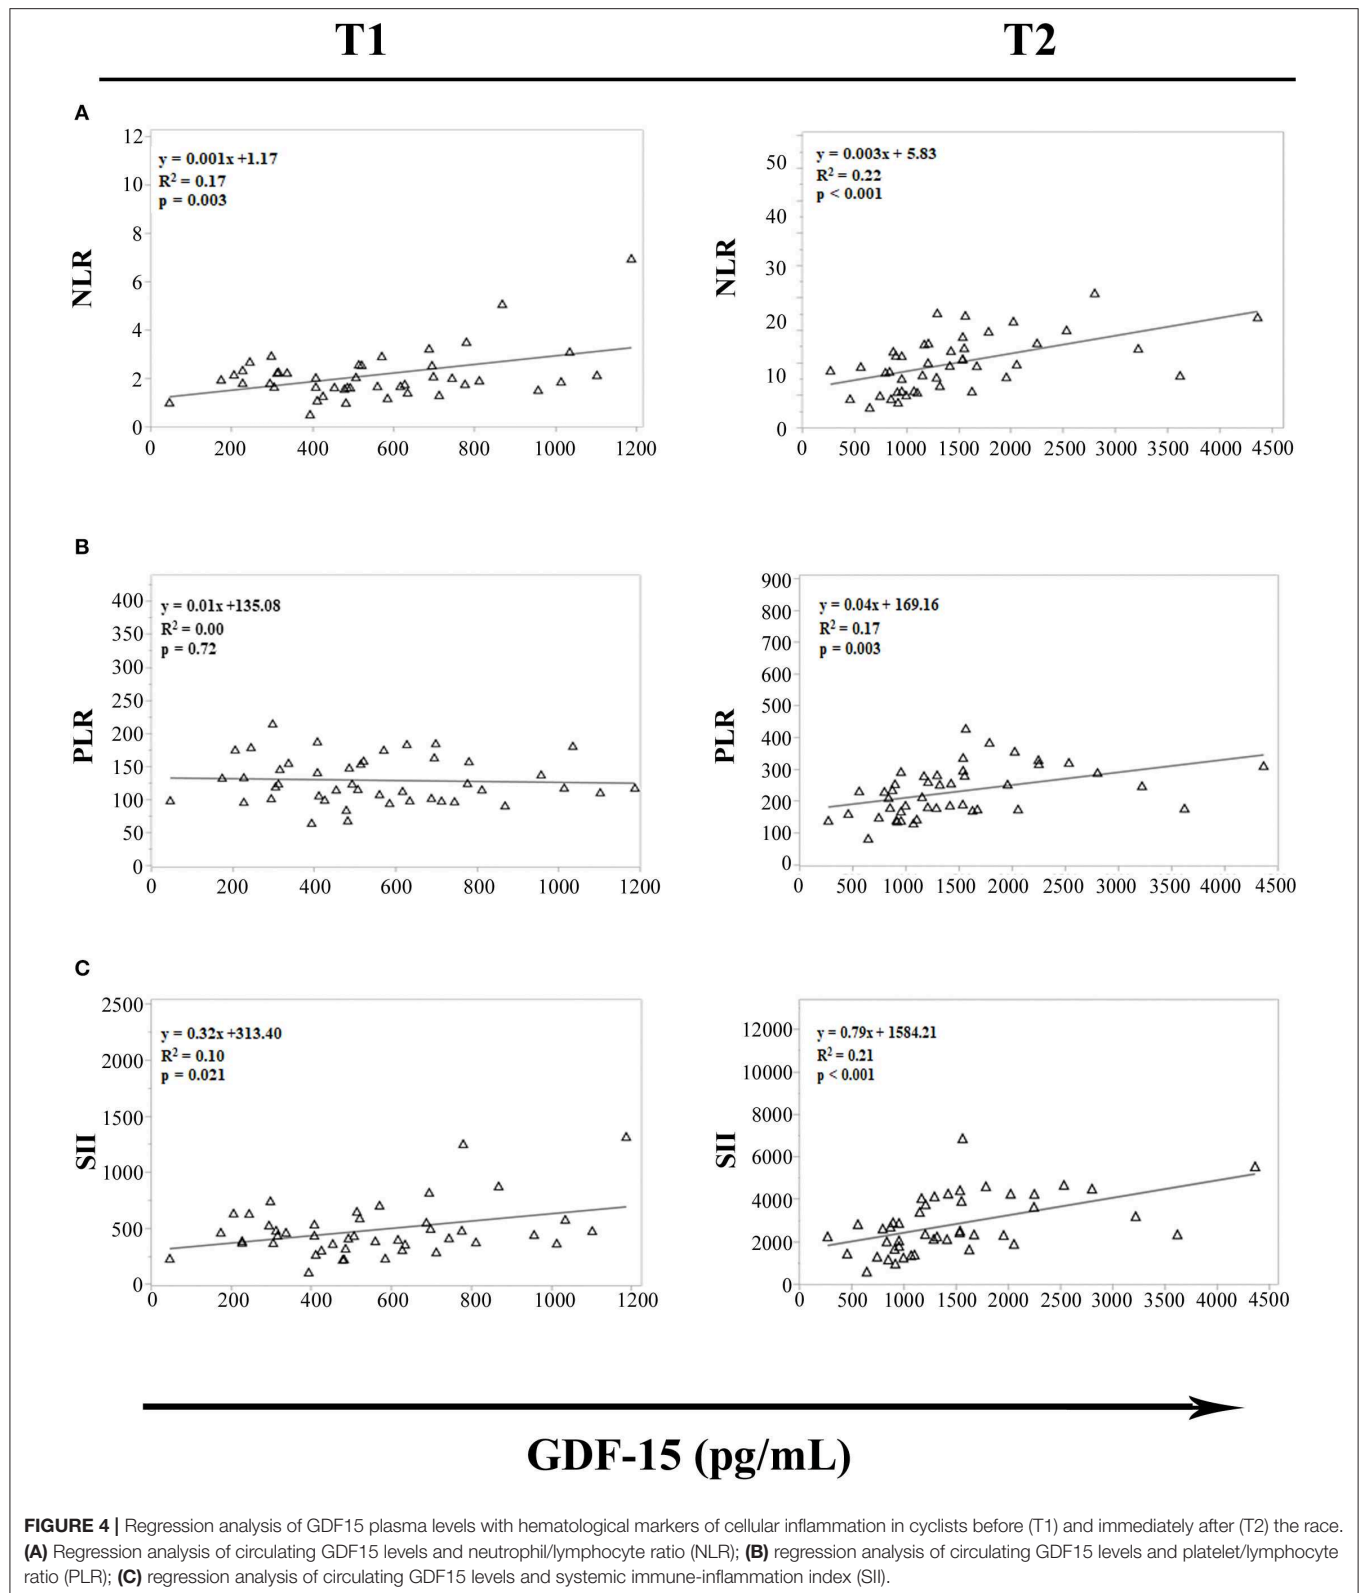 T1
T2
A
NLR
12
10
8
6
4
2
0
y = 0.001x +1.17
R² = 0.17
p = 0.003
0 200 400 600 800 1000 1200
NLR
50
40
30
20
10
0
y = 0.003x + 5.83
R² = 0.22
p < 0.001
0 500 1000 1500 2000 2500 3000 3500 4000 4500
B
PLR
400
350
300
250
200
150
100
50
0
y = 0.01x +135.08
R² = 0.00
p = 0.72
0 200 400 600 800 1000 1200
PLR
900
800
700
600
500
400
300
200
100
0
y = 0.04x + 169.16
R² = 0.17
p = 0.003
0 500 1000 1500 2000 2500 3000 3500 4000 4500
C
SII
2500
2000
1500
1000
500
0
y = 0.32x +313.40
R² = 0.10
p = 0.021
0 200 400 600 800 1000 1200
SII
12000
10000
8000
6000
4000
2000
0
y = 0.79x + 1584.21
R² = 0.21
p < 0.001
0 500 1000 1500 2000 2500 3000 3500 4000 4500
GDF-15 (pg/mL)
FIGURE 4 | Regression analysis of GDF15 plasma levels with hematological markers of cellular inflammation in cyclists before (T1) and immediately after (T2) the race.
(A) Regression analysis of circulating GDF15 levels and neutrophil/lymphocyte ratio (NLR); (B) regression analysis of circulating GDF15 levels and platelet/lymphocyte
ratio (PLR); (C) regression analysis of circulating GDF15 levels and systemic immune-inflammation index (SII).